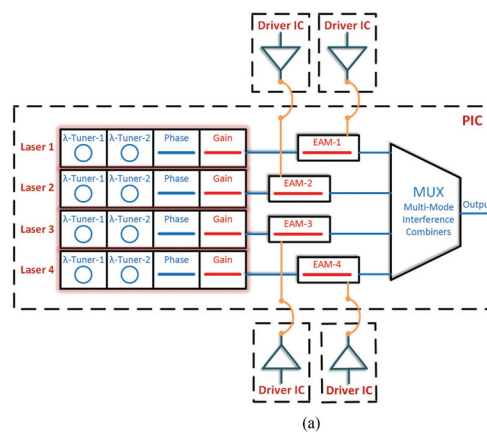 Driver IC Driver IC
PIC
Laser 1 λ-Tuner-1 λ-Tuner-2 Phase Gain EAM-1
Laser 2 λ-Tuner-1 λ-Tuner-2 Phase Gain EAM-2
Laser 3 λ-Tuner-1 λ-Tuner-2 Phase Gain EAM-3
Laser 4 λ-Tuner-1 λ-Tuner-2 Phase Gain EAM-4
MUX
Multi-Mode
Interference
Combiners
Output
Driver IC Driver IC
(a)